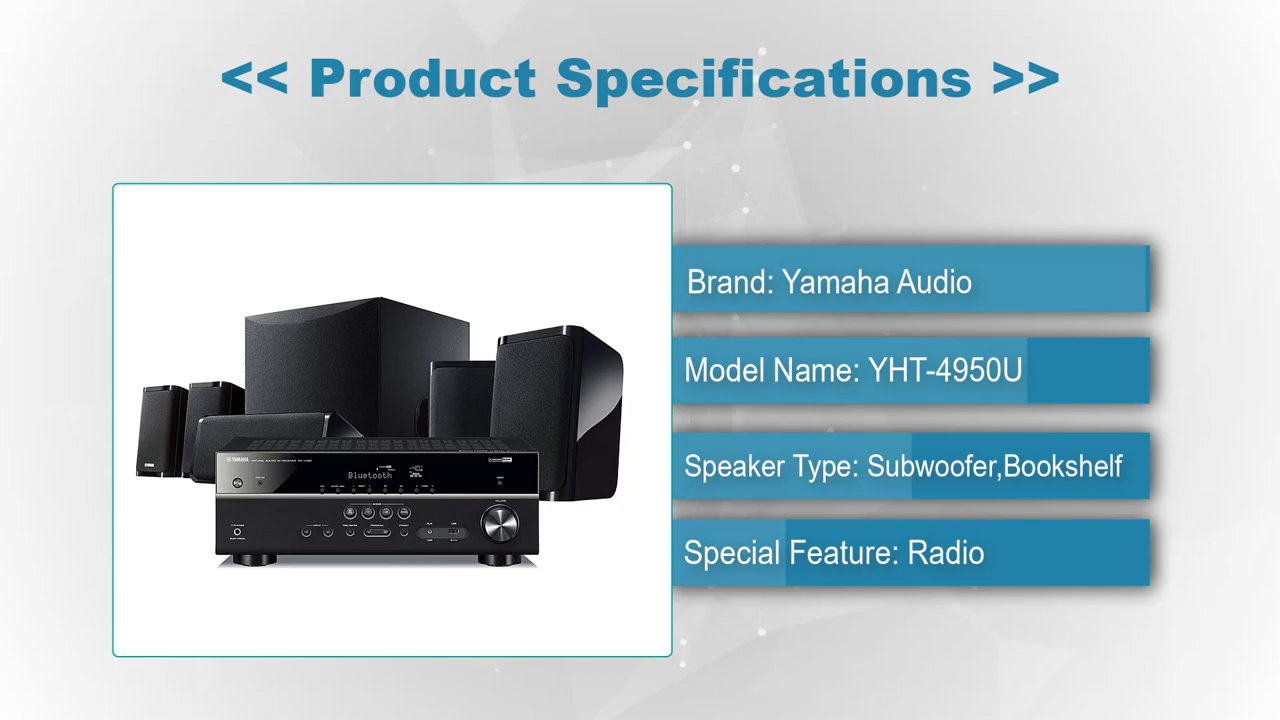 << Product Specifications >>
Brand: Yamaha Audio
Model Name: YHT-4950U
Speaker Type: Subwoofer,Bookshelf
Special Feature: Radio
YAMAHA
Bluetooth